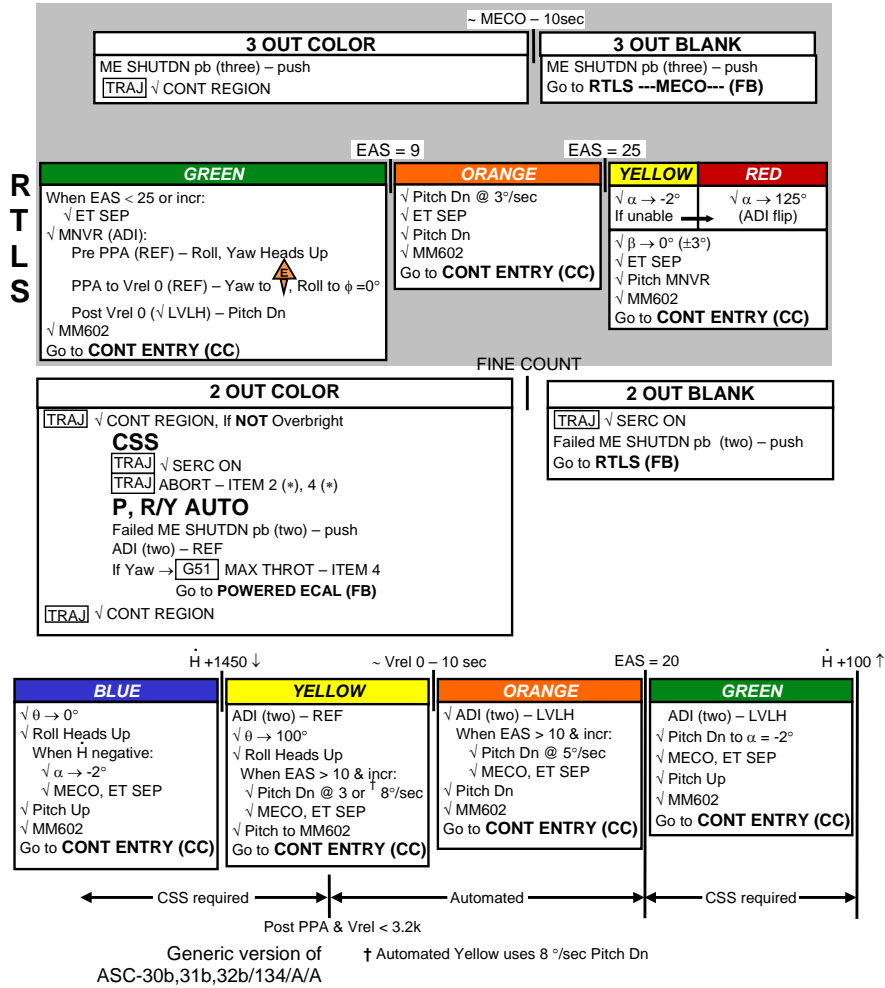 ~ MECO – 10sec
3 OUT COLOR
ME SHUTDN pb (three) – push
TRAJ √ CONT REGION
3 OUT BLANK
ME SHUTDN pb (three) – push
Go to RTLS ---MECO--- (FB)
RTLS
EAS = 9
EAS = 25
GREEN
When EAS < 25 or incr:
√ ET SEP
√ MNVR (ADI):
Pre PPA (REF) – Roll, Yaw Heads Up
PPA to Vrel 0 (REF) – Yaw to E, Roll to ϕ =0°
Post Vrel 0 (√ LVLH) – Pitch Dn
√ MM602
Go to CONT ENTRY (CC)
ORANGE
√ Pitch Dn @ 3°/sec
√ ET SEP
√ Pitch Dn
√ MM602
Go to CONT ENTRY (CC)
YELLOW
√ α → -2°
If unable →
RED
√ α → 125°
(ADI flip)
√ β → 0° (±3°)
√ ET SEP
√ Pitch MNVR
√ MM602
Go to CONT ENTRY (CC)
FINE COUNT
2 OUT COLOR
TRAJ √ CONT REGION, If NOT Overbright
CSS
TRAJ √ SERC ON
TRAJ ABORT – ITEM 2 (∗), 4 (∗)
P, R/Y AUTO
Failed ME SHUTDN pb (two) – push
ADI (two) – REF
If Yaw → G51 MAX THROT – ITEM 4
Go to POWERED ECAL (FB)
TRAJ √ CONT REGION
2 OUT BLANK
TRAJ √ SERC ON
Failed ME SHUTDN pb (two) – push
Go to RTLS (FB)
Ḣ +1450 ↓
~ Vrel 0 – 10 sec
EAS = 20
Ḣ +100 ↑
BLUE
√ θ → 0°
√ Roll Heads Up
When Ḣ negative:
√ α → -2°
√ MECO, ET SEP
√ Pitch Up
√ MM602
Go to CONT ENTRY (CC)
YELLOW
ADI (two) – REF
√ θ → 100°
√ Roll Heads Up
When EAS > 10 & incr:
√ Pitch Dn @ 3 or † 8°/sec
√ MECO, ET SEP
√ Pitch to MM602
Go to CONT ENTRY (CC)
ORANGE
√ ADI (two) – LVLH
When EAS > 10 & incr:
√ Pitch Dn @ 5°/sec
√ MECO, ET SEP
√ Pitch Dn
√ MM602
Go to CONT ENTRY (CC)
GREEN
ADI (two) – LVLH
√ Pitch Dn to α = -2°
√ MECO, ET SEP
√ Pitch Up
√ MM602
Go to CONT ENTRY (CC)
CSS required
Automated
CSS required
Post PPA & Vrel < 3.2k
Generic version of
ASC-30b,31b,32b/134/A/A
† Automated Yellow uses 8 °/sec Pitch Dn